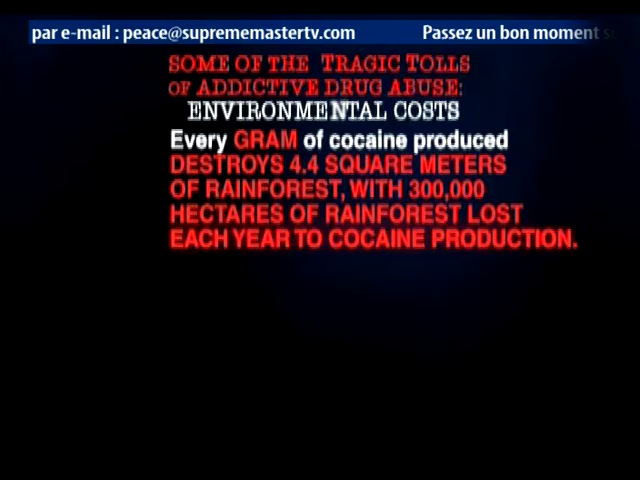 par e-mail : peace@suprememastertv.com Passez un bon moment
SOME OF THE TRAGIC TOLLS
OF ADDICTIVE DRUG ABUSE:
ENVIRONMENTAL COSTS
Every GRAM of cocaine produced
DESTROYS 4.4 SQUARE METERS
OF RAINFOREST, WITH 300,000
HECTARES OF RAINFOREST LOST
EACH YEAR TO COCAINE PRODUCTION.